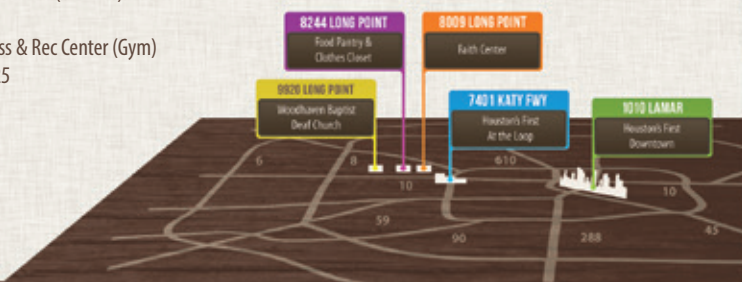 ss & Rec Center (Gym)
5
8244 LONG POINT
Food Pantry &
Clothes Closet
8009 LONG POINT
Faith Center
9920 LONG POINT
Woodhaven Baptist
Deaf Church
7401 KATY FWY
Houston's First
At the Loop
1010 LAMAR
Houston's First
Downtown
6
8
610
10
10
59
90
288
45